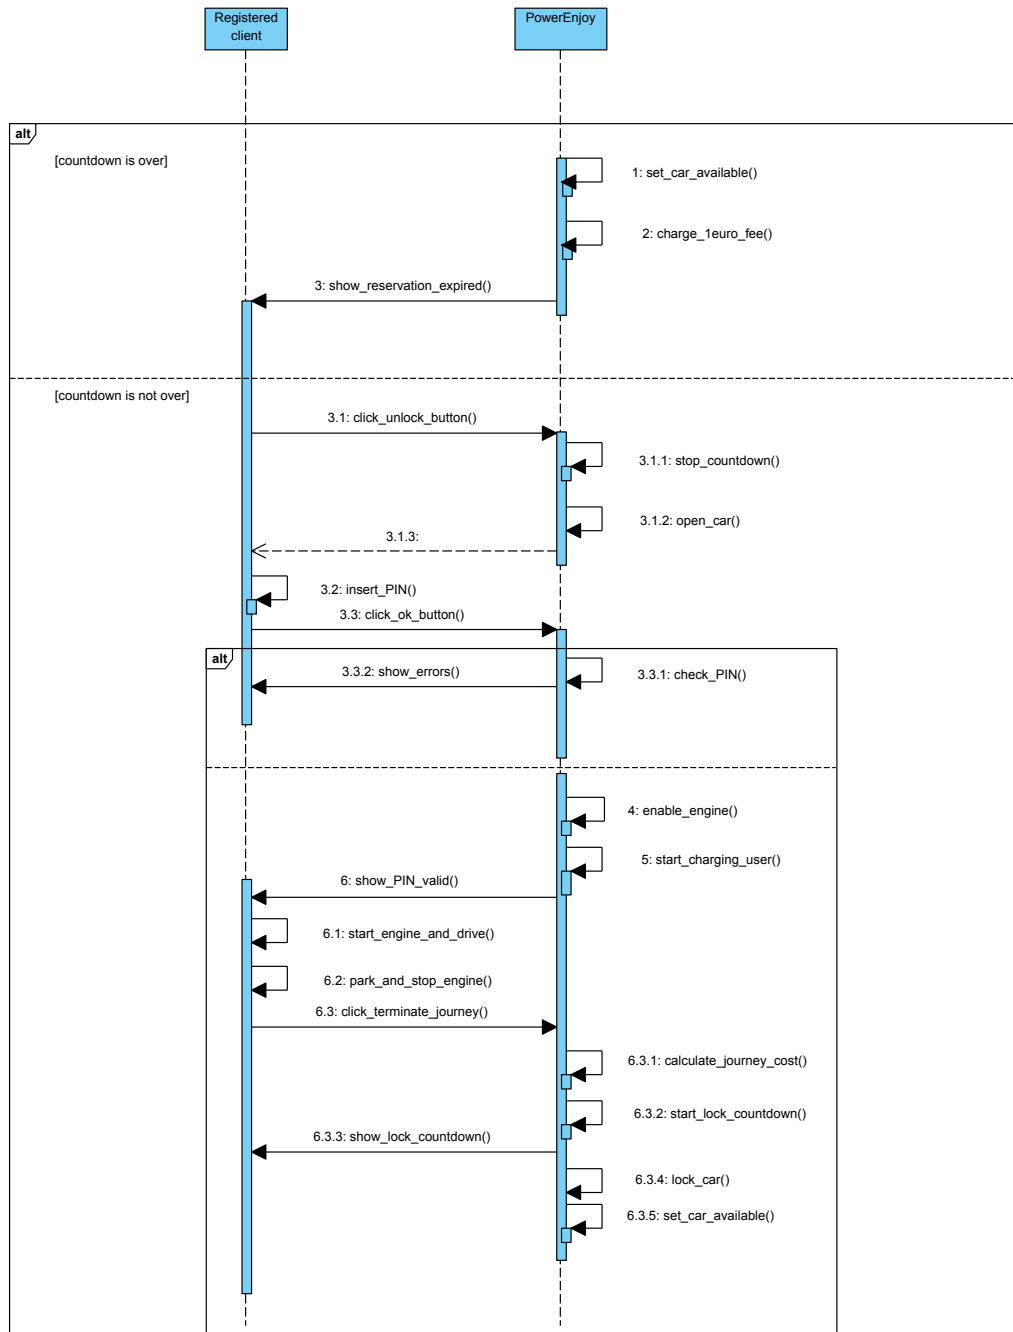 Registered
client
PowerEnjoy
alt
[countdown is over]
1: set_car_available()
2: charge_1euro_fee()
3: show_reservation_expired()
[countdown is not over]
3.1: click_unlock_button()
3.1.1: stop_countdown()
3.1.2: open_car()
3.1.3:
3.2: insert_PIN()
3.3: click_ok_button()
alt
3.3.2: show_errors()
3.3.1: check_PIN()
4: enable_engine()
5: start_charging_user()
6: show_PIN_valid()
6.1: start_engine_and_drive()
6.2: park_and_stop_engine()
6.3: click_terminate_journey()
6.3.1: calculate_journey_cost()
6.3.2: start_lock_countdown()
6.3.3: show_lock_countdown()
6.3.4: lock_car()
6.3.5: set_car_available()